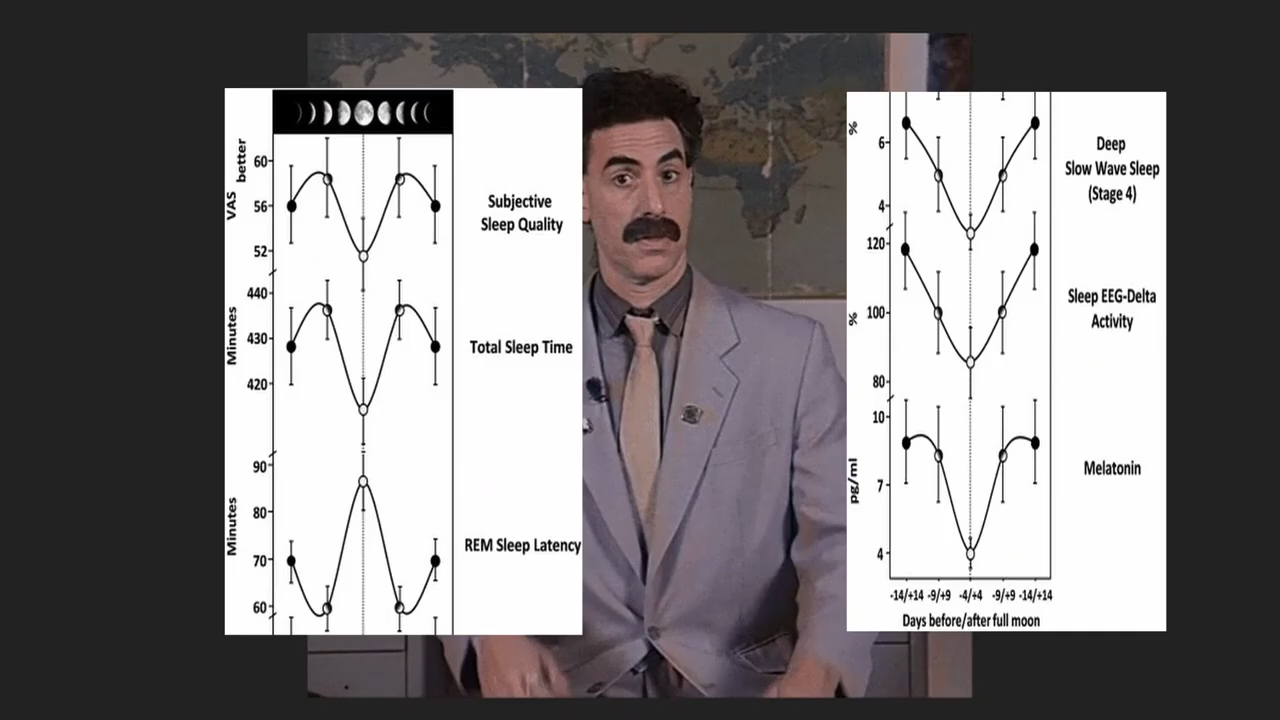 VAS
better
60
56
52
Subjective
Sleep Quality
Minutes
440
430
420
Total Sleep Time
Minutes
90
80
70
60
REM Sleep Latency
%
6
4
Deep
Slow Wave Sleep
(Stage 4)
%
120
100
80
Sleep EEG-Delta
Activity
pg/ml
10
7
4
Melatonin
-14/+14 -9/+9 -4/+4 -9/+9 -14/+14
Days before/after full moon